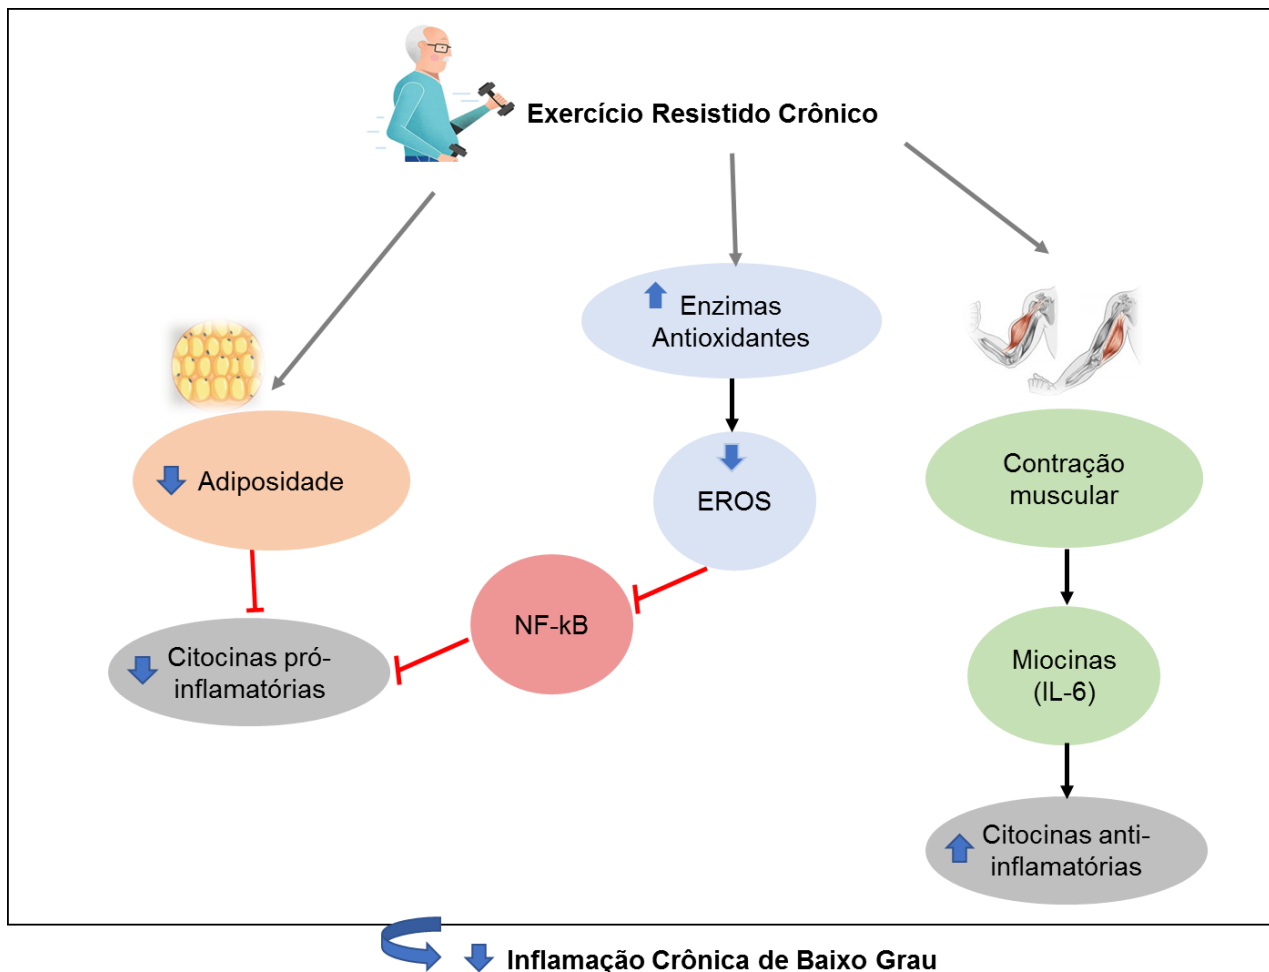 Exercício Resistido Crônico
Enzimas
Antioxidantes
Adiposidade
EROS
Contração
muscular
NF-kB
Citocinas pró-
inflamatórias
Miocinas
(IL-6)
Citocinas anti-
inflamatórias
Inflamação Crônica de Baixo Grau